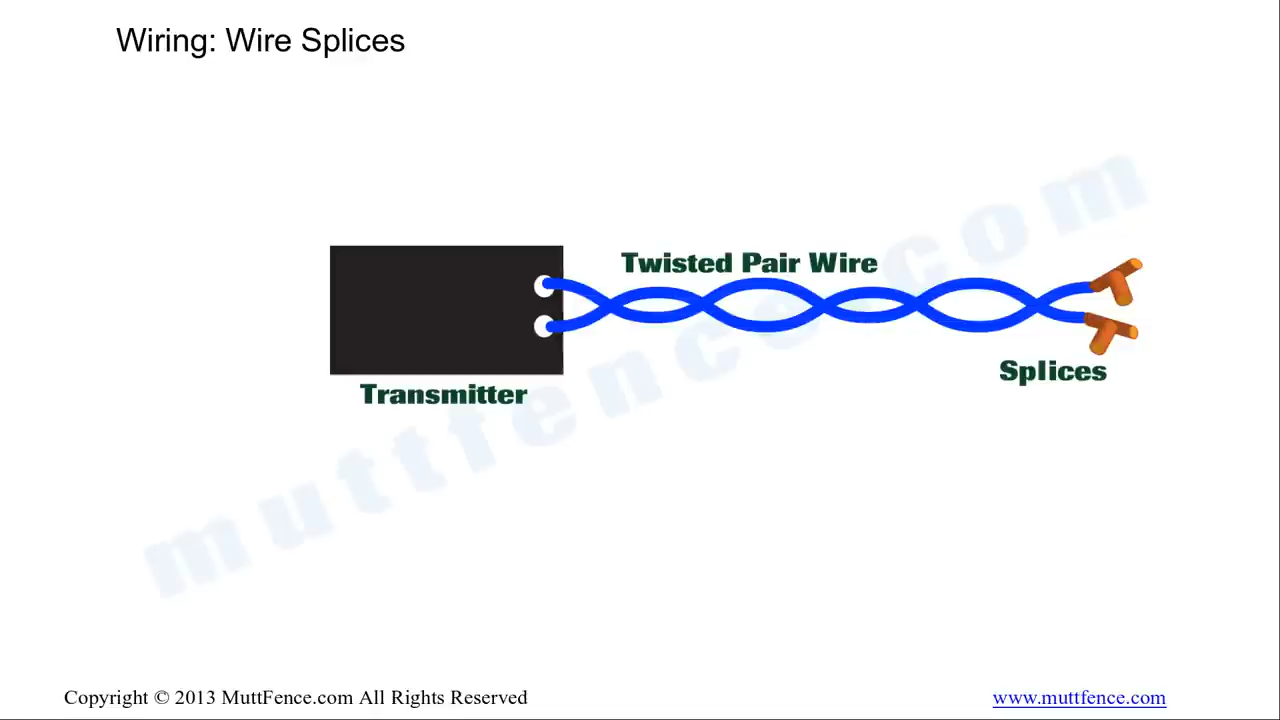 Wiring: Wire Splices
Twisted Pair Wire
Splices
Transmitter
muttfence.com
Copyright © 2013 MuttFence.com All Rights Reserved
www.muttfence.com